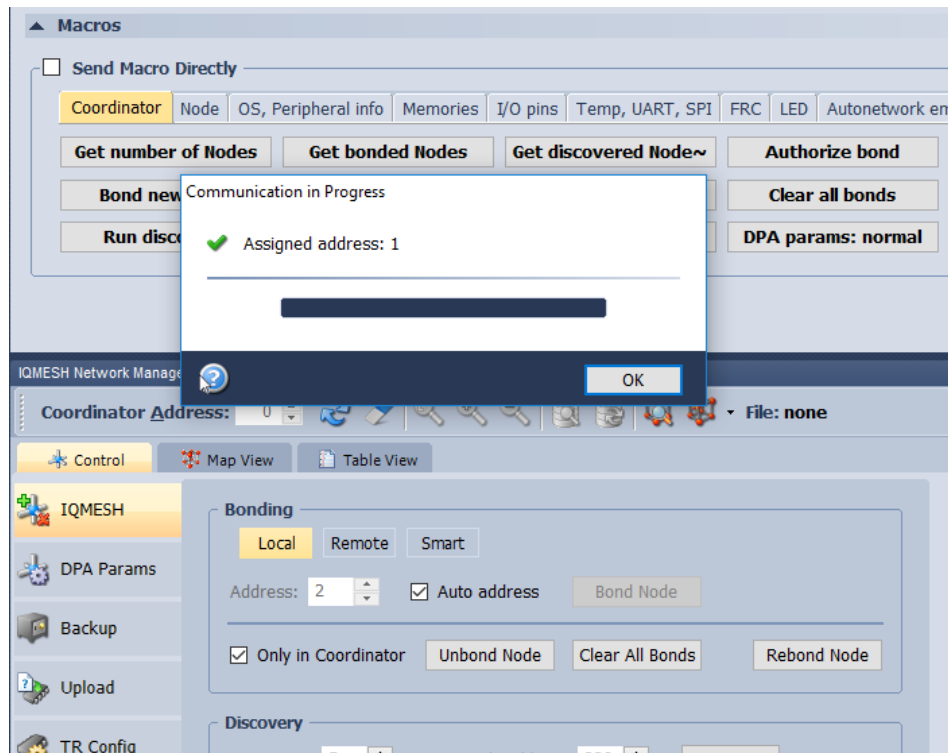 Macros
Send Macro Directly
Coordinator Node OS, Peripheral info Memories I/O pins Temp, UART, SPI FRC LED Autonetwork em
Get number of Nodes Get bonded Nodes Get discovered Node~ Authorize bond
Bond new Clear all bonds
Run disco DPA params: normal
Communication in Progress
Assigned address: 1
OK
IQMESH Network Manage
Coordinator Address: 0 File: none
Control Map View Table View
IQMESH
DPA Params
Backup
Upload
TR Config
Bonding
Local Remote Smart
Address: 2 Auto address Bond Node
Only in Coordinator Unbond Node Clear All Bonds Rebond Node
Discovery